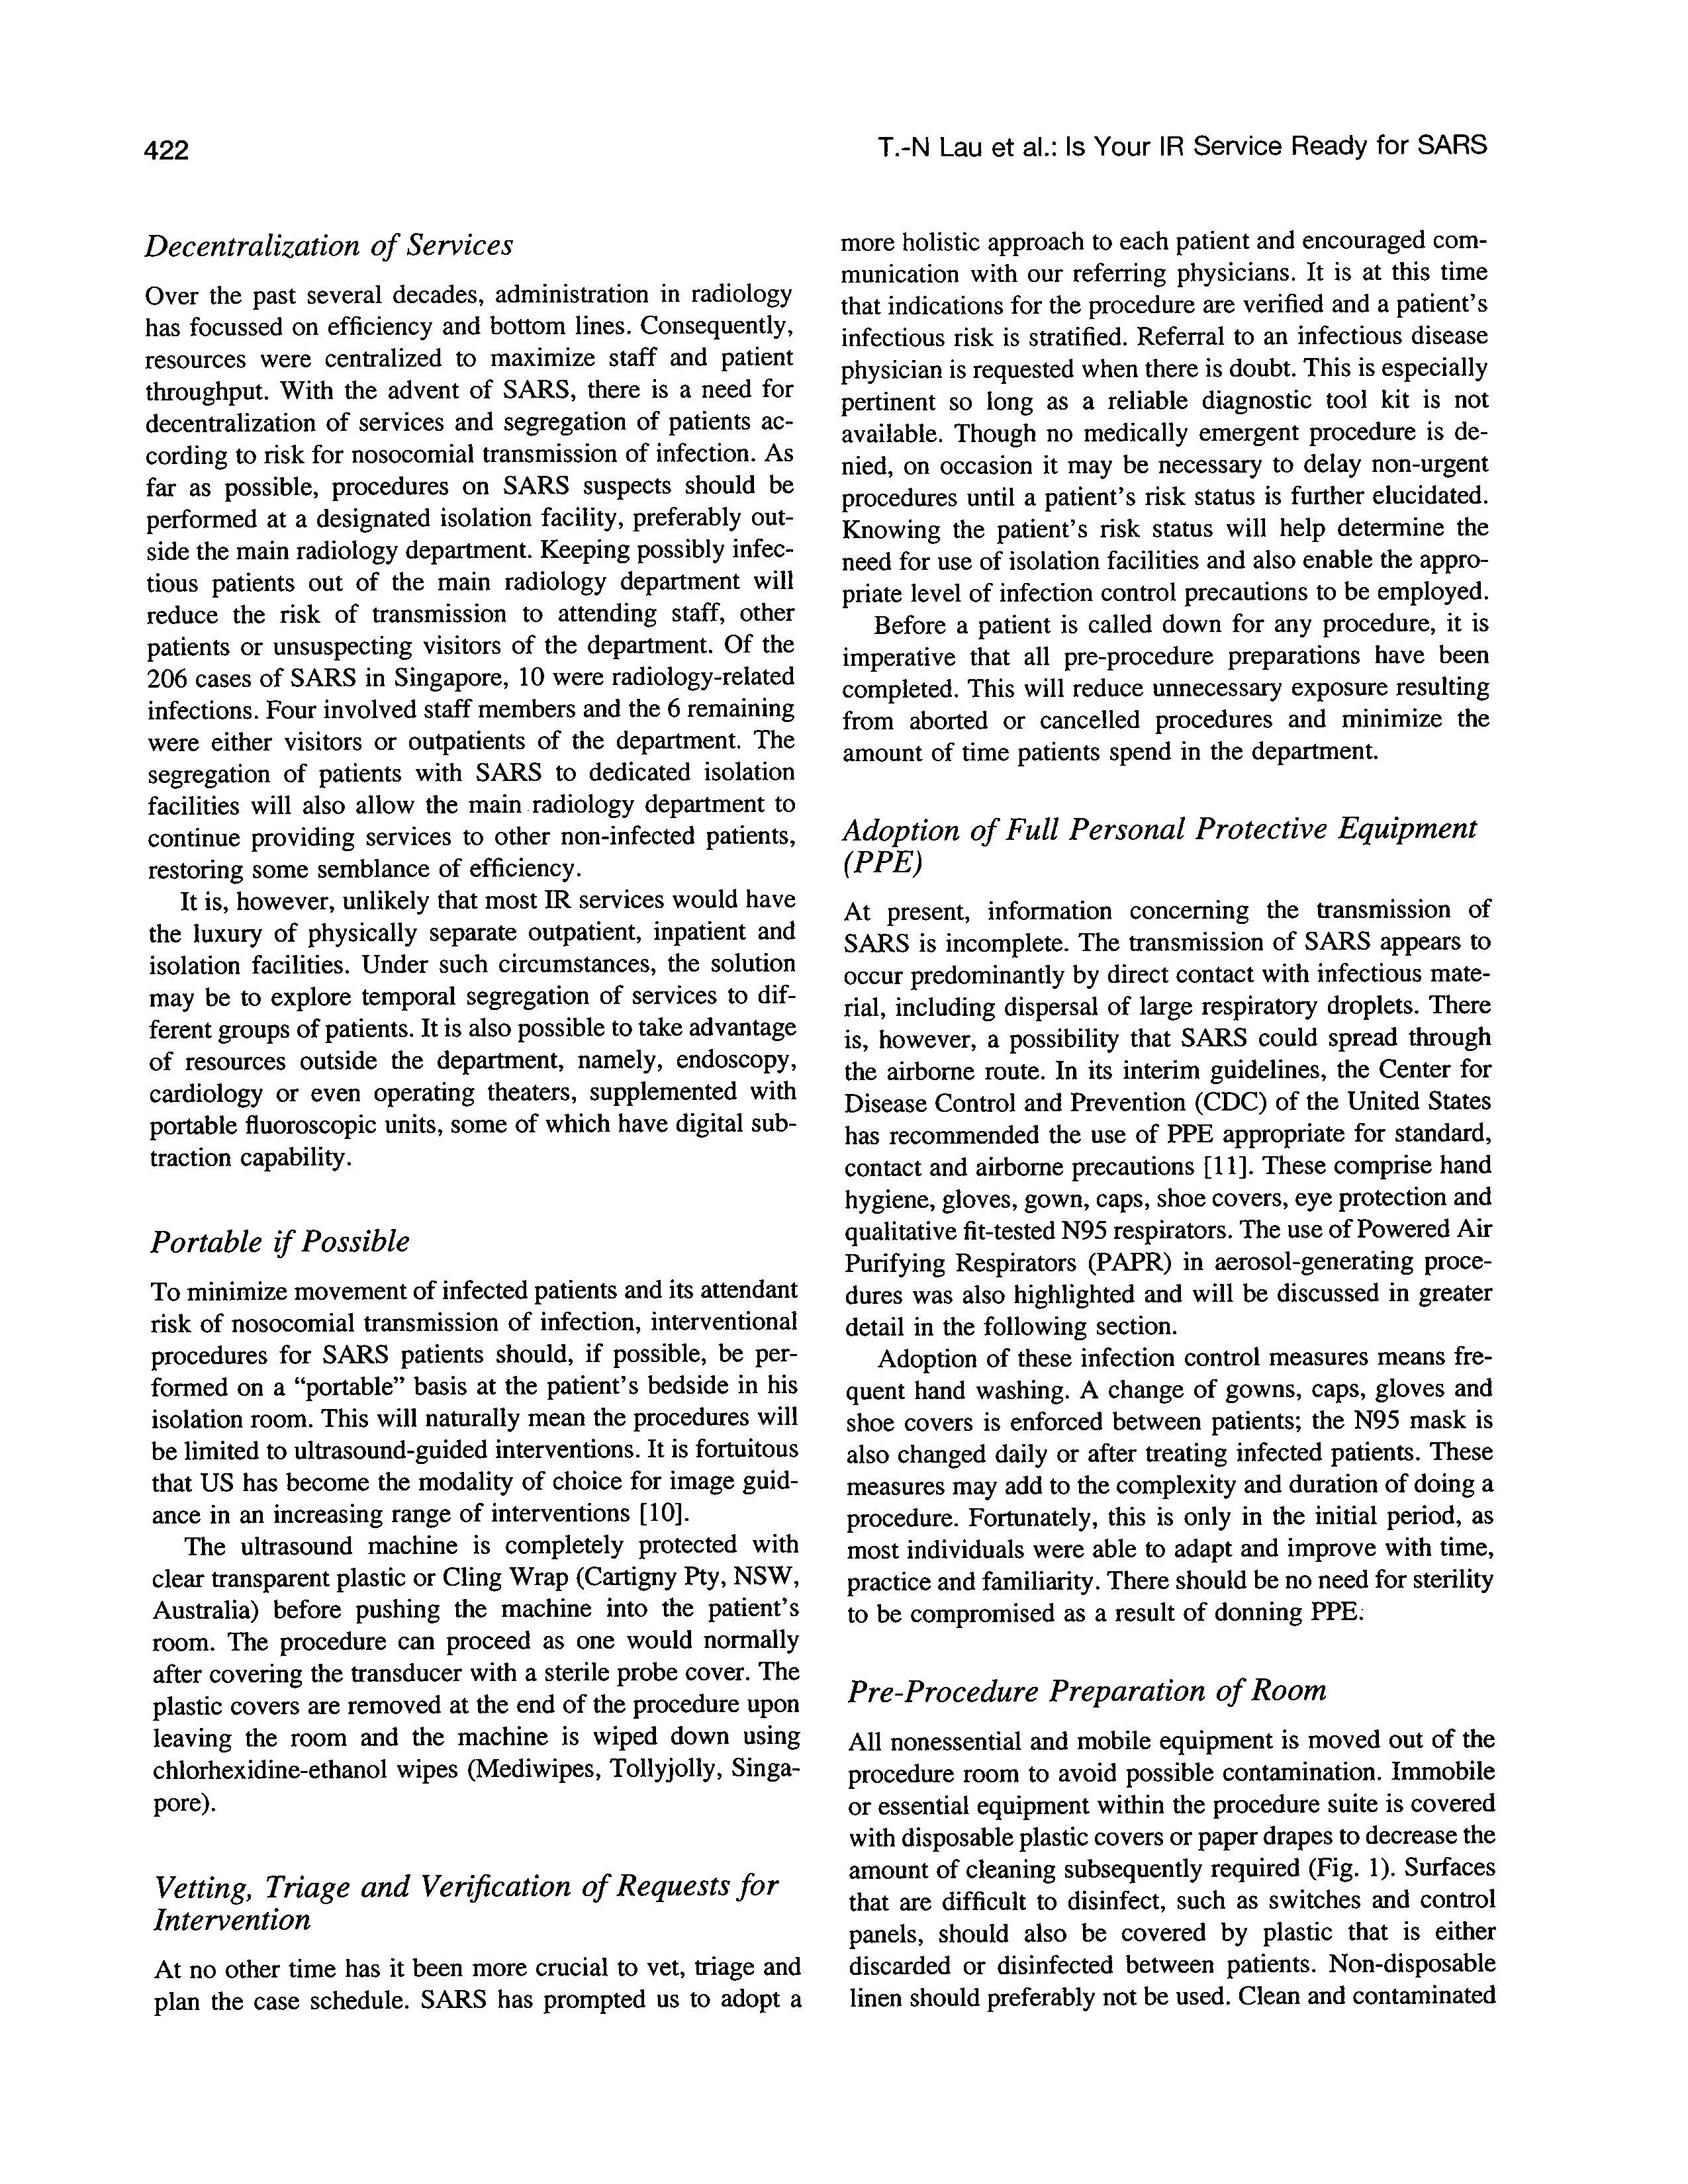 422
T.-N Lau et al.: Is Your IR Service Ready for SARS
Decentralization of Services
Over the past several decades, administration in radiology
has focussed on efficiency and bottom lines. Consequently,
resources were centralized to maximize staff and patient
throughput. With the advent of SARS, there is a need for
decentralization of services and segregation of patients ac-
cording to risk for nosocomial transmission of infection. As
far as possible, procedures on SARS suspects should be
performed at a designated isolation facility, preferably out-
side the main radiology department. Keeping possibly infec-
tious patients out of the main radiology department will
reduce the risk of transmission to attending staff, other
patients or unsuspecting visitors of the department. Of the
206 cases of SARS in Singapore, 10 were radiology-related
infections. Four involved staff members and the 6 remaining
were either visitors or outpatients of the department. The
segregation of patients with SARS to dedicated isolation
facilities will also allow the main radiology department to
continue providing services to other non-infected patients,
restoring some semblance of efficiency.
It is, however, unlikely that most IR services would have
the luxury of physically separate outpatient, inpatient and
isolation facilities. Under such circumstances, the solution
may be to explore temporal segregation of services to dif-
ferent groups of patients. It is also possible to take advantage
of resources outside the department, namely, endoscopy,
cardiology or even operating theaters, supplemented with
portable fluoroscopic units, some of which have digital sub-
traction capability.
Portable if Possible
To minimize movement of infected patients and its attendant
risk of nosocomial transmission of infection, interventional
procedures for SARS patients should, if possible, be per-
formed on a “portable” basis at the patient’s bedside in his
isolation room. This will naturally mean the procedures will
be limited to ultrasound-guided interventions. It is fortuitous
that US has become the modality of choice for image guid-
ance in an increasing range of interventions [10].
The ultrasound machine is completely protected with
clear transparent plastic or Cling Wrap (Cartigny Pty, NSW,
Australia) before pushing the machine into the patient’s
room. The procedure can proceed as one would normally
after covering the transducer with a sterile probe cover. The
plastic covers are removed at the end of the procedure upon
leaving the room and the machine is wiped down using
chlorhexidine-ethanol wipes (Mediwipes, Tollyjolly, Singa-
pore).
Vetting, Triage and Verification of Requests for
Intervention
At no other time has it been more crucial to vet, triage and
plan the case schedule. SARS has prompted us to adopt a
more holistic approach to each patient and encouraged com-
munication with our referring physicians. It is at this time
that indications for the procedure are verified and a patient’s
infectious risk is stratified. Referral to an infectious disease
physician is requested when there is doubt. This is especially
pertinent so long as a reliable diagnostic tool kit is not
available. Though no medically emergent procedure is de-
nied, on occasion it may be necessary to delay non-urgent
procedures until a patient’s risk status is further elucidated.
Knowing the patient’s risk status will help determine the
need for use of isolation facilities and also enable the appro-
priate level of infection control precautions to be employed.
Before a patient is called down for any procedure, it is
imperative that all pre-procedure preparations have been
completed. This will reduce unnecessary exposure resulting
from aborted or cancelled procedures and minimize the
amount of time patients spend in the department.
Adoption of Full Personal Protective Equipment
(PPE)
At present, information concerning the transmission of
SARS is incomplete. The transmission of SARS appears to
occur predominantly by direct contact with infectious mate-
rial, including dispersal of large respiratory droplets. There
is, however, a possibility that SARS could spread through
the airborne route. In its interim guidelines, the Center for
Disease Control and Prevention (CDC) of the United States
has recommended the use of PPE appropriate for standard,
contact and airborne precautions [11]. These comprise hand
hygiene, gloves, gown, caps, shoe covers, eye protection and
qualitative fit-tested N95 respirators. The use of Powered Air
Purifying Respirators (PAPR) in aerosol-generating proce-
dures was also highlighted and will be discussed in greater
detail in the following section.
Adoption of these infection control measures means fre-
quent hand washing. A change of gowns, caps, gloves and
shoe covers is enforced between patients; the N95 mask is
also changed daily or after treating infected patients. These
measures may add to the complexity and duration of doing a
procedure. Fortunately, this is only in the initial period, as
most individuals were able to adapt and improve with time,
practice and familiarity. There should be no need for sterility
to be compromised as a result of donning PPE.
Pre-Procedure Preparation of Room
All nonessential and mobile equipment is moved out of the
procedure room to avoid possible contamination. Immobile
or essential equipment within the procedure suite is covered
with disposable plastic covers or paper drapes to decrease the
amount of cleaning subsequently required (Fig. 1). Surfaces
that are difficult to disinfect, such as switches and control
panels, should also be covered by plastic that is either
discarded or disinfected between patients. Non-disposable
linen should preferably not be used. Clean and contaminated